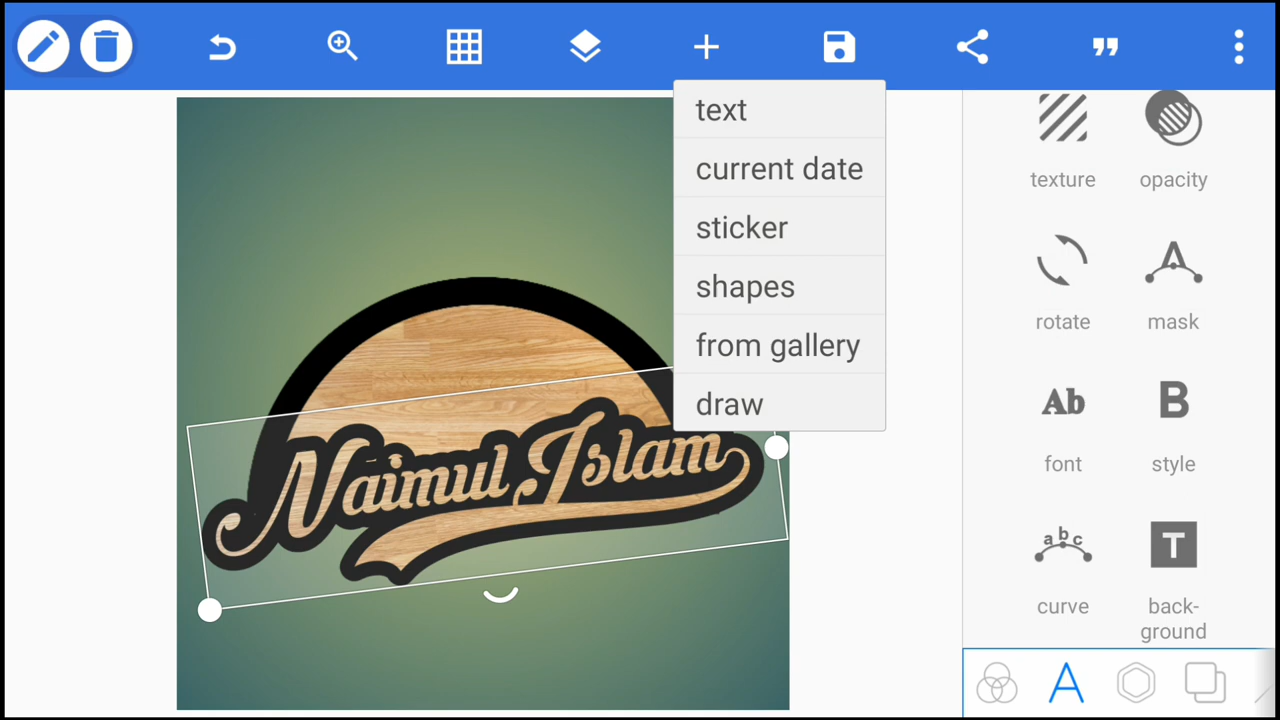 text
current date
sticker
shapes
from gallery
draw
Naimul Islam
texture
opacity
rotate
mask
A
Ab
B
font
style
abc
T
curve
back-
ground
A